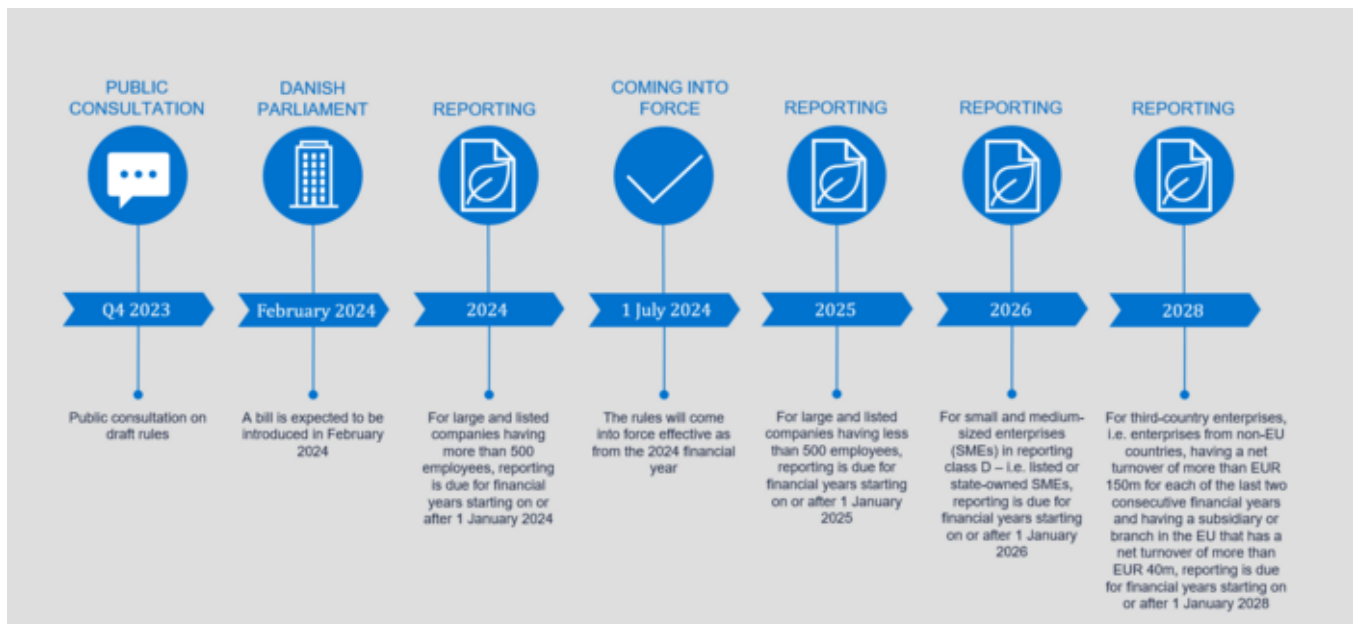 PUBLIC
CONSULTATION
Q4 2023
Public consultation on
draft rules
DANISH
PARLIAMENT
February 2024
A bill is expected to be
introduced in February
2024
REPORTING
2024
For large and listed
companies having
more than 500
employees, reporting
is due for financial
years starting on or
after 1 January 2024
COMING INTO
FORCE
1 July 2024
The rules will come
into force effective as
from the 2024 financial
year
REPORTING
2025
For large and listed
companies having less
than 500 employees,
reporting is due for
financial years starting
on or after 1 January
2025
REPORTING
2026
For small and medium-
sized enterprises
(SMEs) in reporting
class D – i.e. listed or
state-owned SMEs,
reporting is due for
financial years starting
on or after 1 January
2026
REPORTING
2028
For third-country enterprises,
i.e. enterprises from non-EU
countries, having a net
turnover of more than EUR
150m for each of the last two
consecutive financial years
and having a subsidiary or
branch in the EU that has a
net turnover of more than
EUR 40m, reporting is due
for financial years starting on
or after 1 January 2028